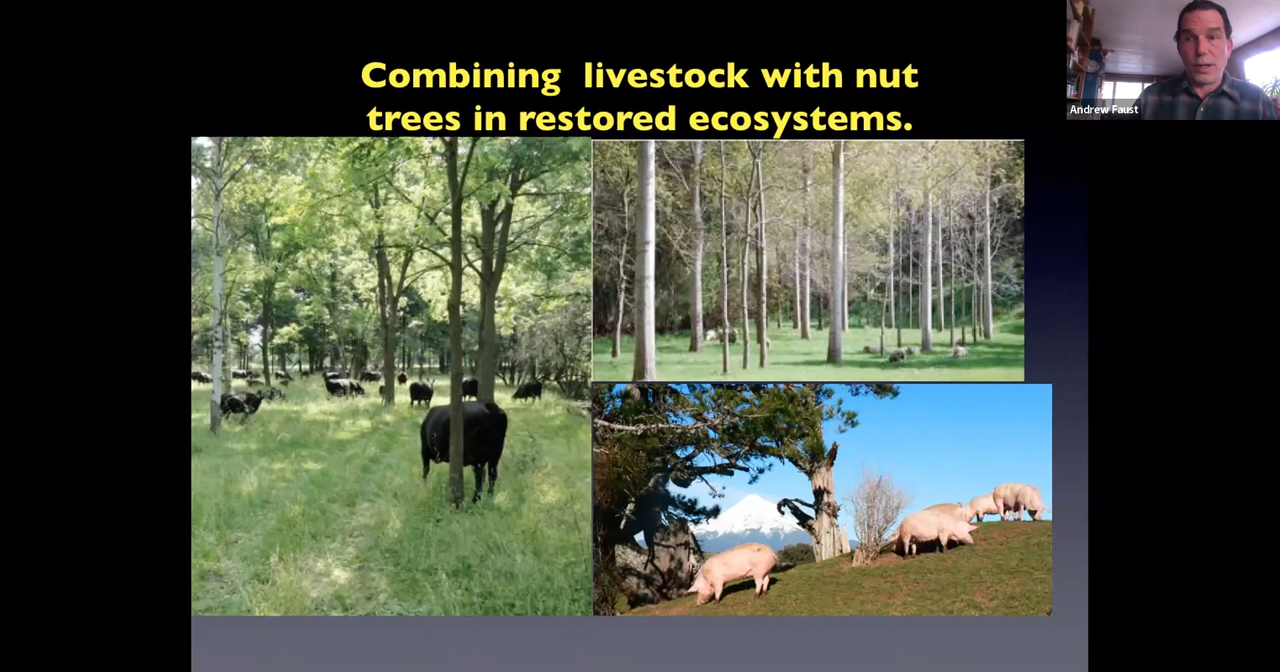 Combining livestock with nut
trees in restored ecosystems.
Andrew Faust